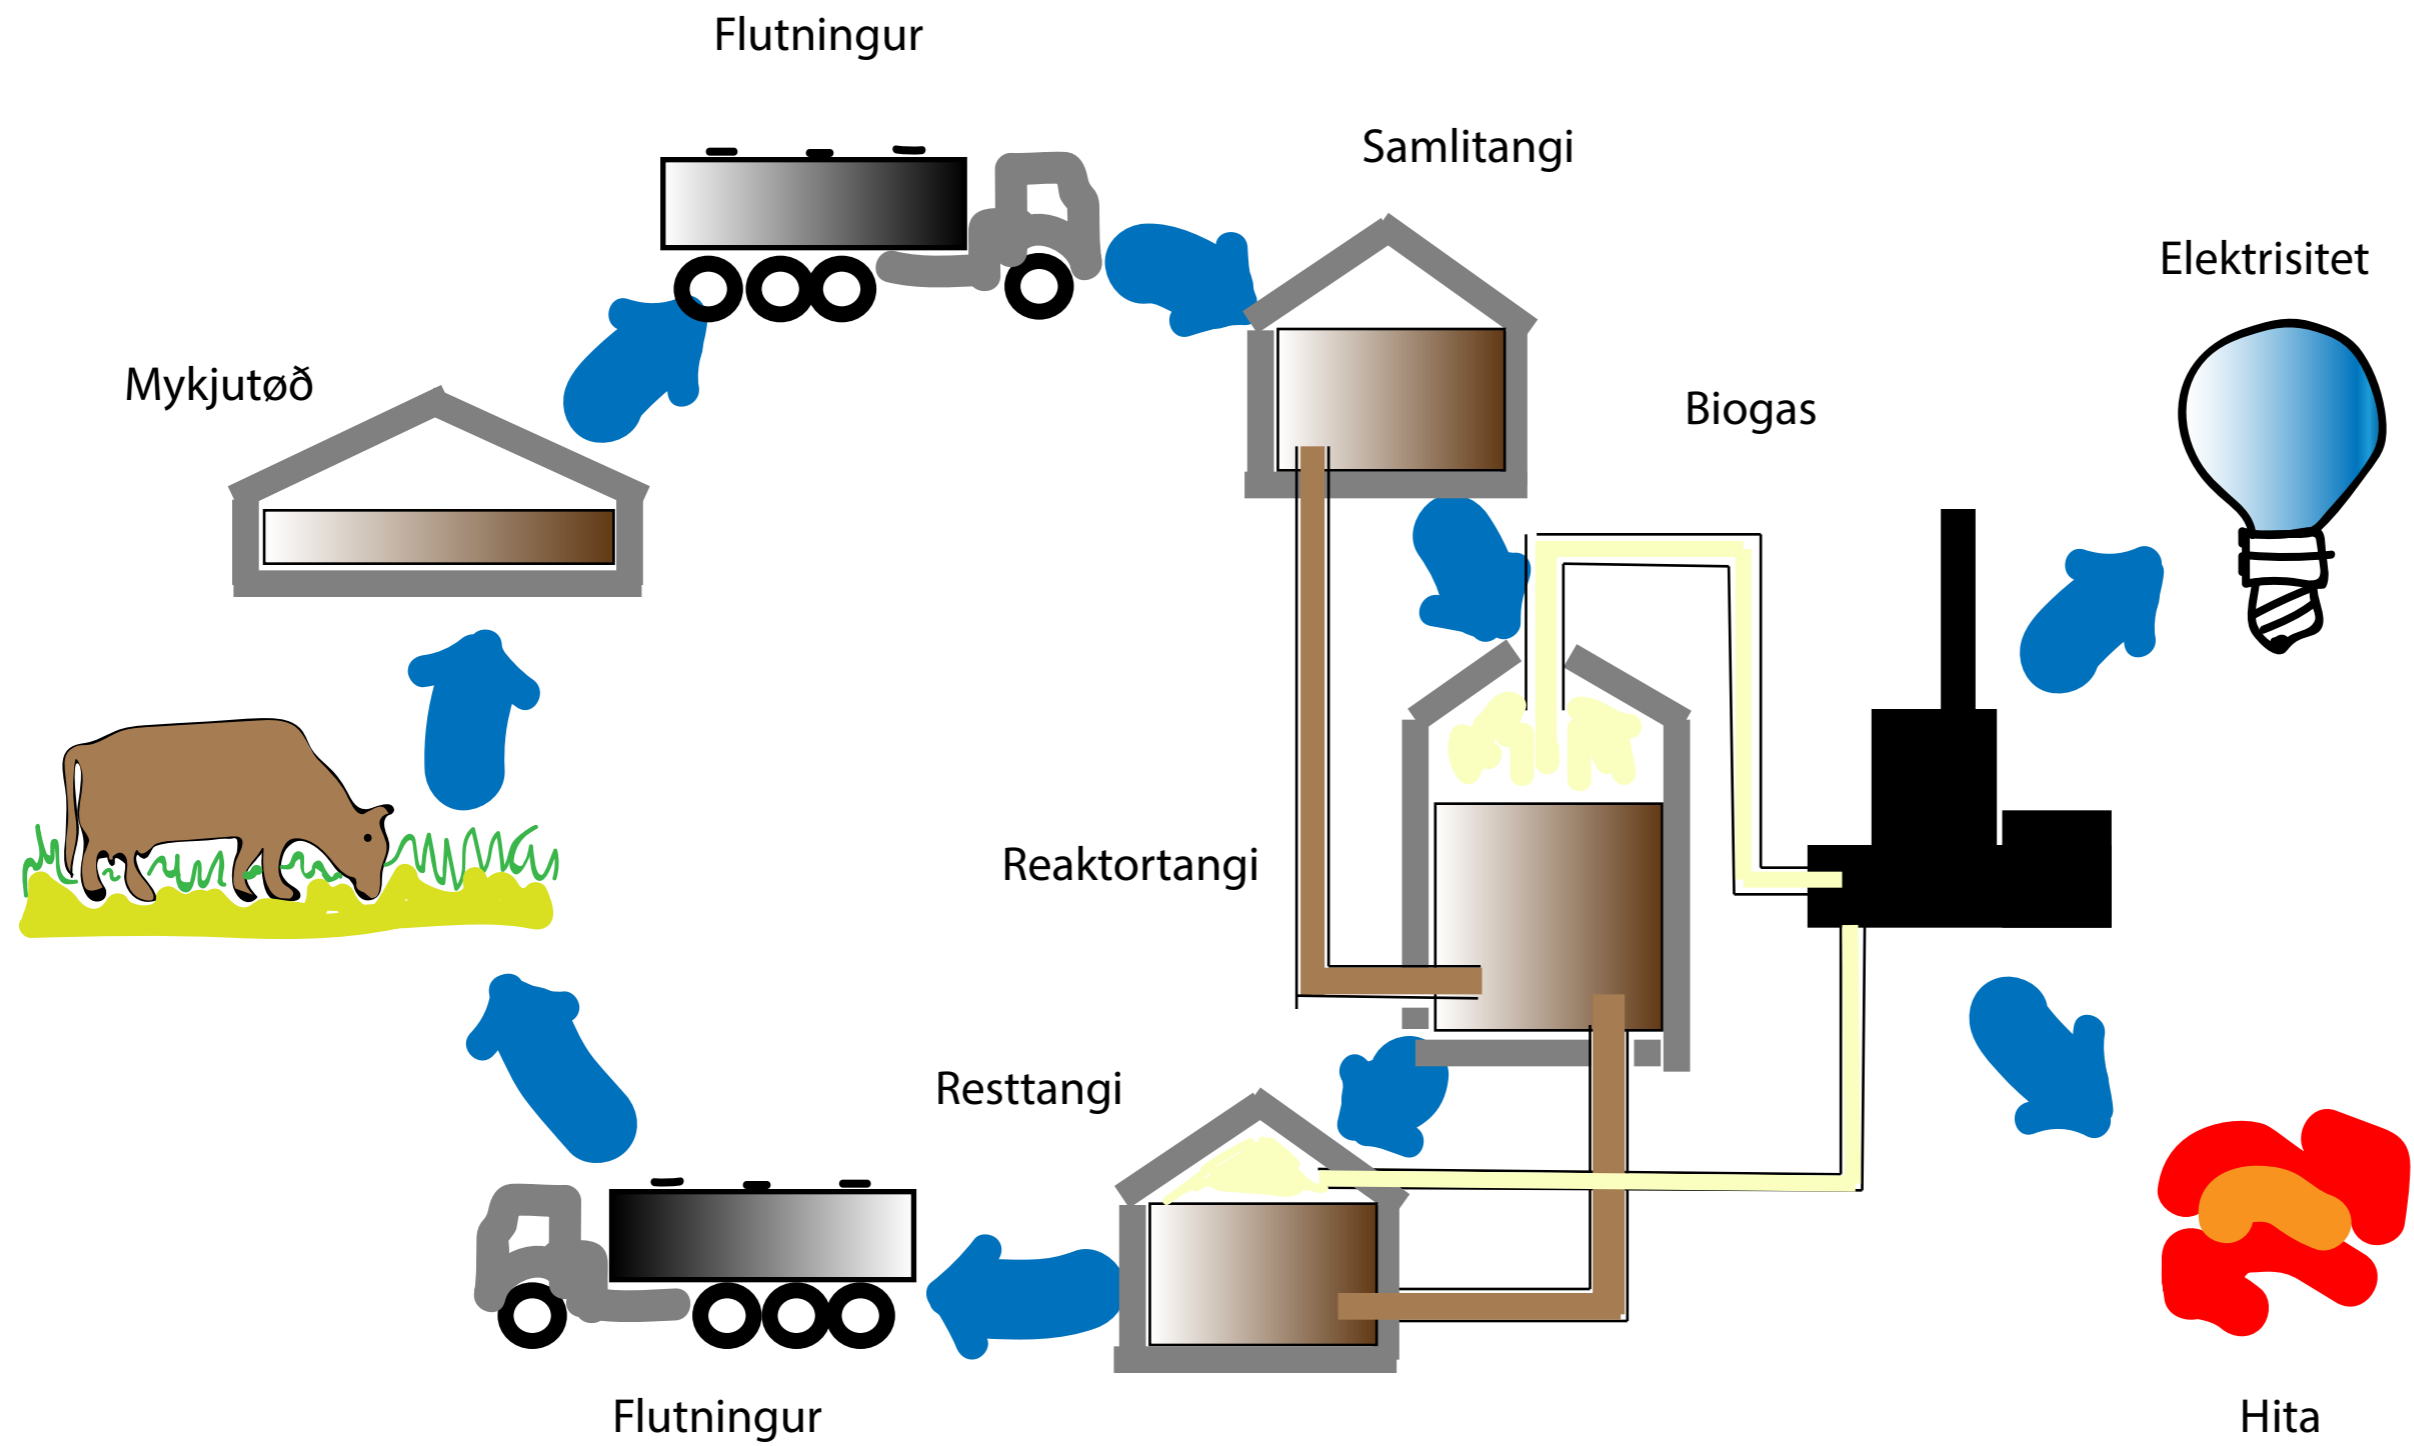 Flutningur
Samlitangi
Elektrisitet
Mykjutøð
Biogas
Reaktortangi
Resttangi
Flutningur
Hita